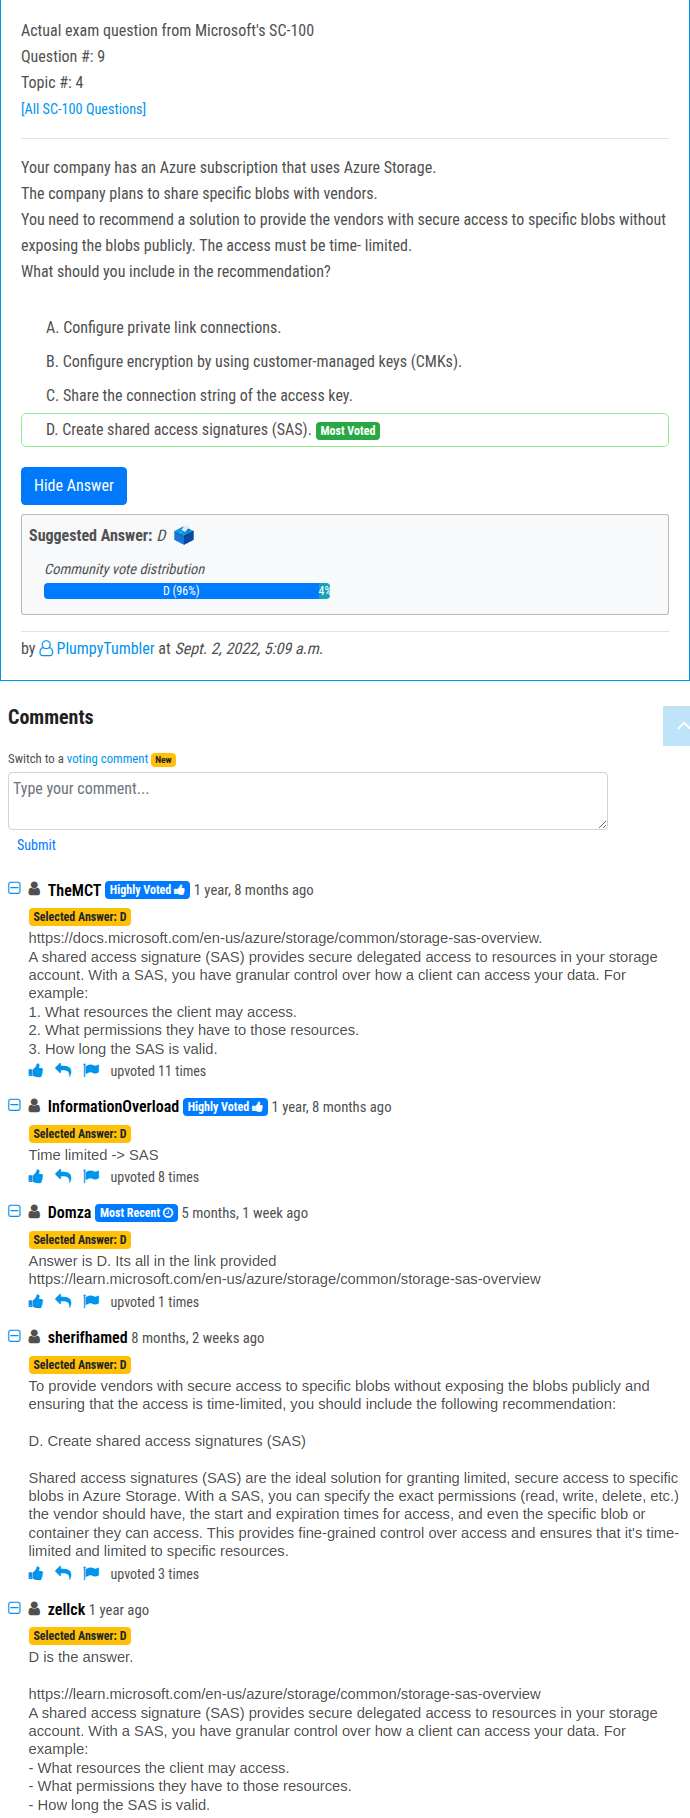 Actual exam question from Microsoft's SC-100
Question #: 9
Topic #: 4
[All SC-100 Questions]
Your company has an Azure subscription that uses Azure Storage.
The company plans to share specific blobs with vendors.
You need to recommend a solution to provide the vendors with secure access to specific blobs without
exposing the blobs publicly. The access must be time- limited.
What should you include in the recommendation?
A. Configure private link connections.
B. Configure encryption by using customer-managed keys (CMKs).
C. Share the connection string of the access key.
D. Create shared access signatures (SAS). Most Voted
Hide Answer
Suggested Answer: D
Community vote distribution
D (96%) 4%
by PlumpyTumbler at Sept. 2, 2022, 5:09 a.m.
Comments
Switch to a voting comment New
Type your comment...
Submit
TheMCT Highly Voted 1 year, 8 months ago
Selected Answer: D
https://docs.microsoft.com/en-us/azure/storage/common/storage-sas-overview.
A shared access signature (SAS) provides secure delegated access to resources in your storage
account. With a SAS, you have granular control over how a client can access your data. For
example:
1. What resources the client may access.
2. What permissions they have to those resources.
3. How long the SAS is valid.
upvoted 11 times
InformationOverload Highly Voted 1 year, 8 months ago
Selected Answer: D
Time limited -> SAS
upvoted 8 times
Domza Most Recent 5 months, 1 week ago
Selected Answer: D
Answer is D. Its all in the link provided
https://learn.microsoft.com/en-us/azure/storage/common/storage-sas-overview
upvoted 1 times
sherifhamed 8 months, 2 weeks ago
Selected Answer: D
To provide vendors with secure access to specific blobs without exposing the blobs publicly and
ensuring that the access is time-limited, you should include the following recommendation:
D. Create shared access signatures (SAS)
Shared access signatures (SAS) are the ideal solution for granting limited, secure access to specific
blobs in Azure Storage. With a SAS, you can specify the exact permissions (read, write, delete, etc.)
the vendor should have, the start and expiration times for access, and even the specific blob or
container they can access. This provides fine-grained control over access and ensures that it's time-
limited and limited to specific resources.
upvoted 3 times
zellck 1 year ago
Selected Answer: D
D is the answer.
https://learn.microsoft.com/en-us/azure/storage/common/storage-sas-overview
A shared access signature (SAS) provides secure delegated access to resources in your storage
account. With a SAS, you have granular control over how a client can access your data. For
example:
- What resources the client may access.
- What permissions they have to those resources.
- How long the SAS is valid.